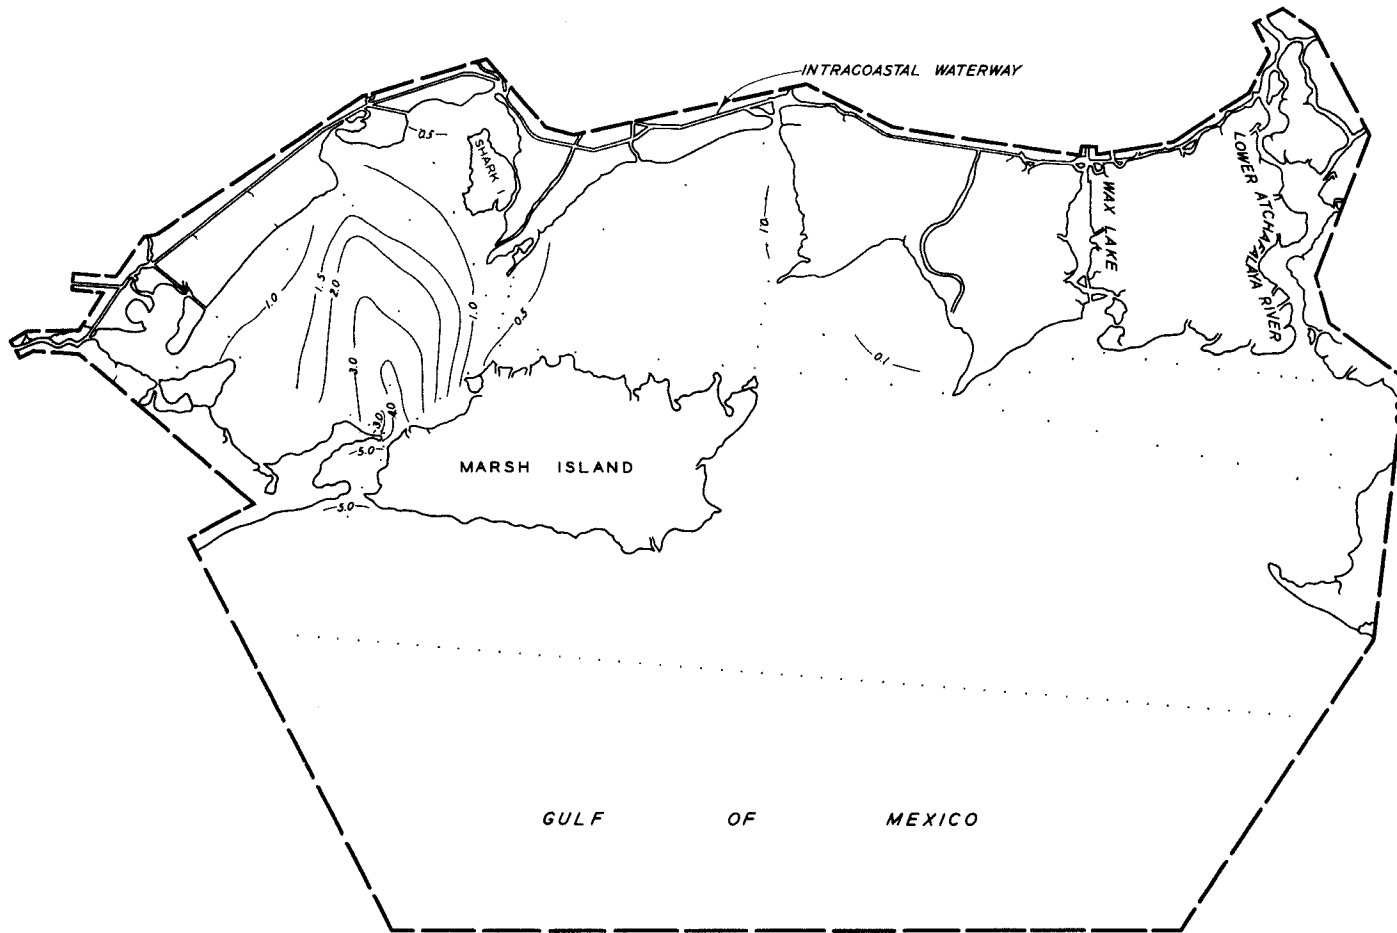 INTRACOASTAL WATERWAY
0.5
SHARK I
LOWER ATCHAFALAYA RIVER
WAX LAKE
0.1
1.0
1.5
2.0
1.0
0.5
3.0
0.1
3.0
4.0
5.0
MARSH ISLAND
5.0
GULF OF MEXICO